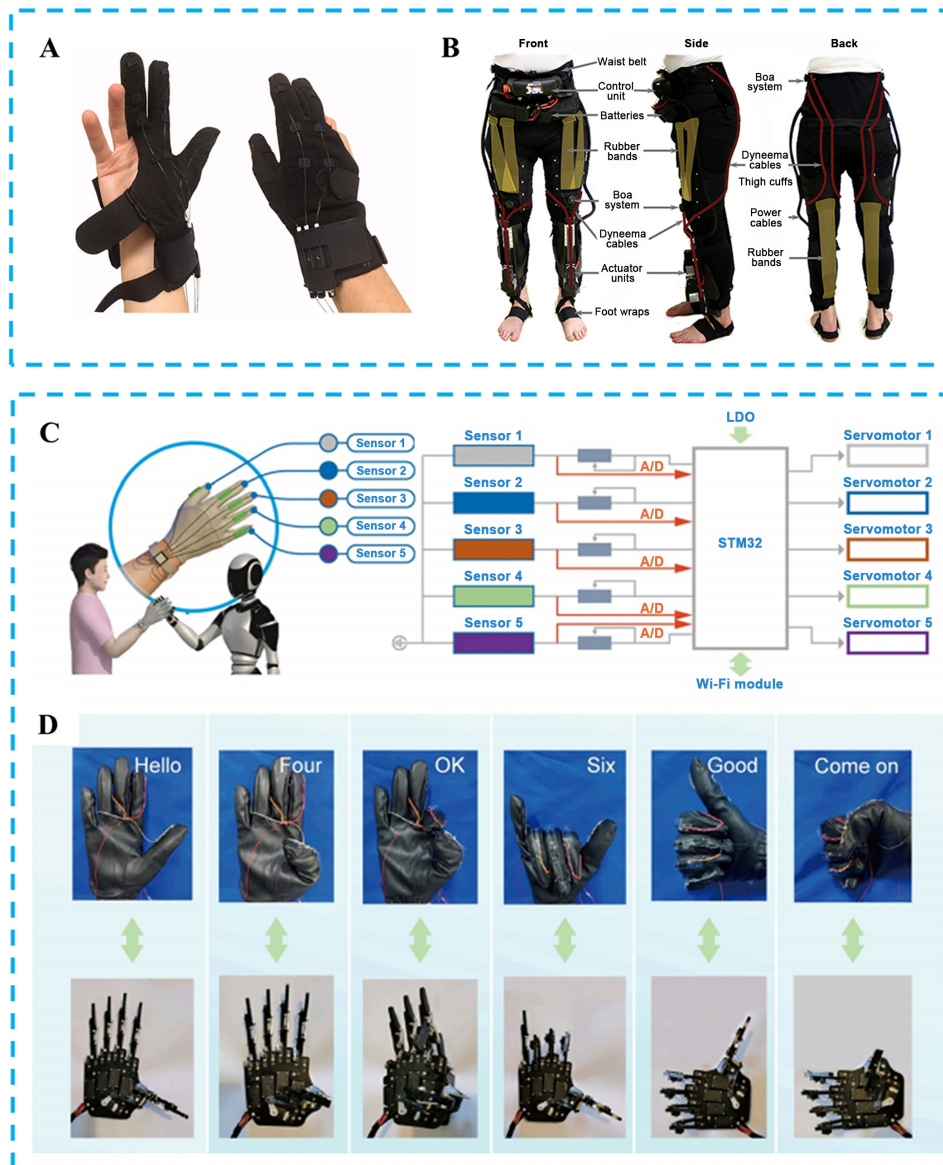 A
B
Front
Side
Back
Waist belt
Control
unit
Batteries
Rubber
bands
Boa
system
Dyneema
cables
Actuator
units
Foot wraps
Boa
system
Dyneema
cables
Thigh cuffs
Power
cables
Rubber
bands
C
Sensor 1
Sensor 2
Sensor 3
Sensor 4
Sensor 5
Sensor 1
Sensor 2
Sensor 3
Sensor 4
Sensor 5
A/D
A/D
A/D
A/D
A/D
LDO
STM32
Wi-Fi module
Servomotor 1
Servomotor 2
Servomotor 3
Servomotor 4
Servomotor 5
D
Hello
Four
OK
Six
Good
Come on